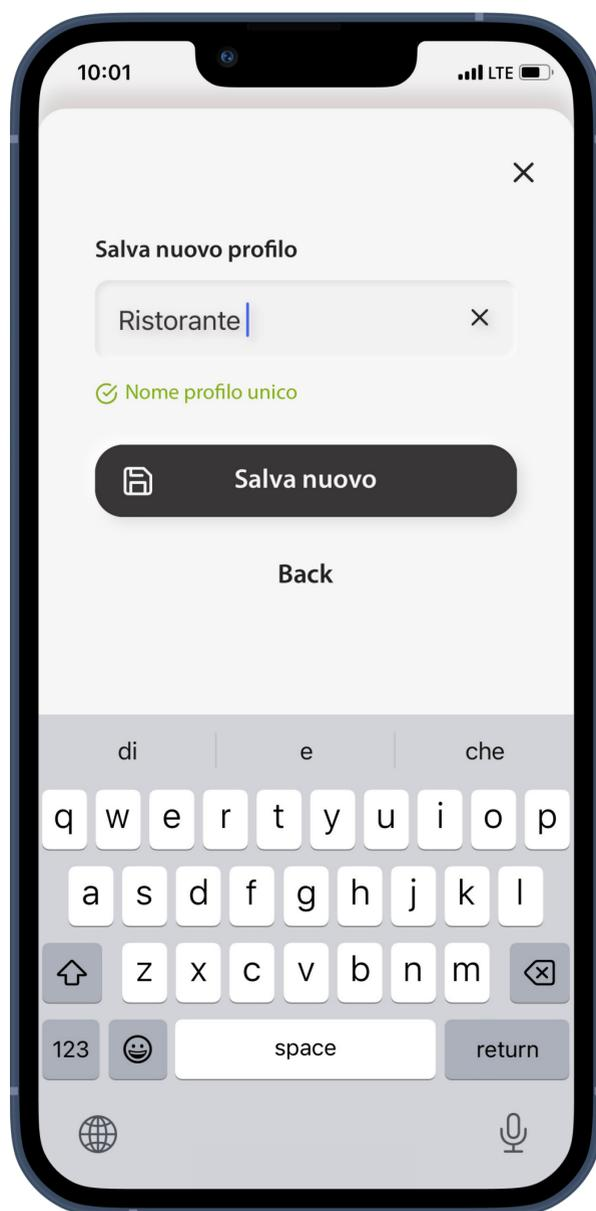 10:01 LTE
Salva nuovo profilo
Ristorante
Nome profilo unico
Salva nuovo
Back
di e che
q w e r t y u i o p
a s d f g h j k l
z x c v b n m
123 space return